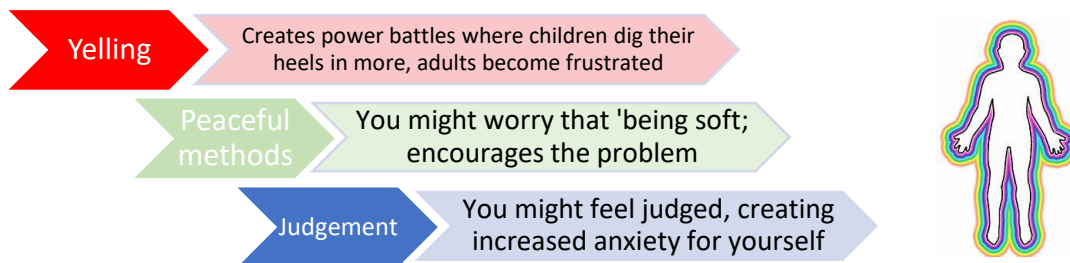 Yelling
Creates power battles where children dig their
heels in more, adults become frustrated
Peaceful
methods
You might worry that 'being soft;
encourages the problem
Judgement
You might feel judged, creating
increased anxiety for yourself